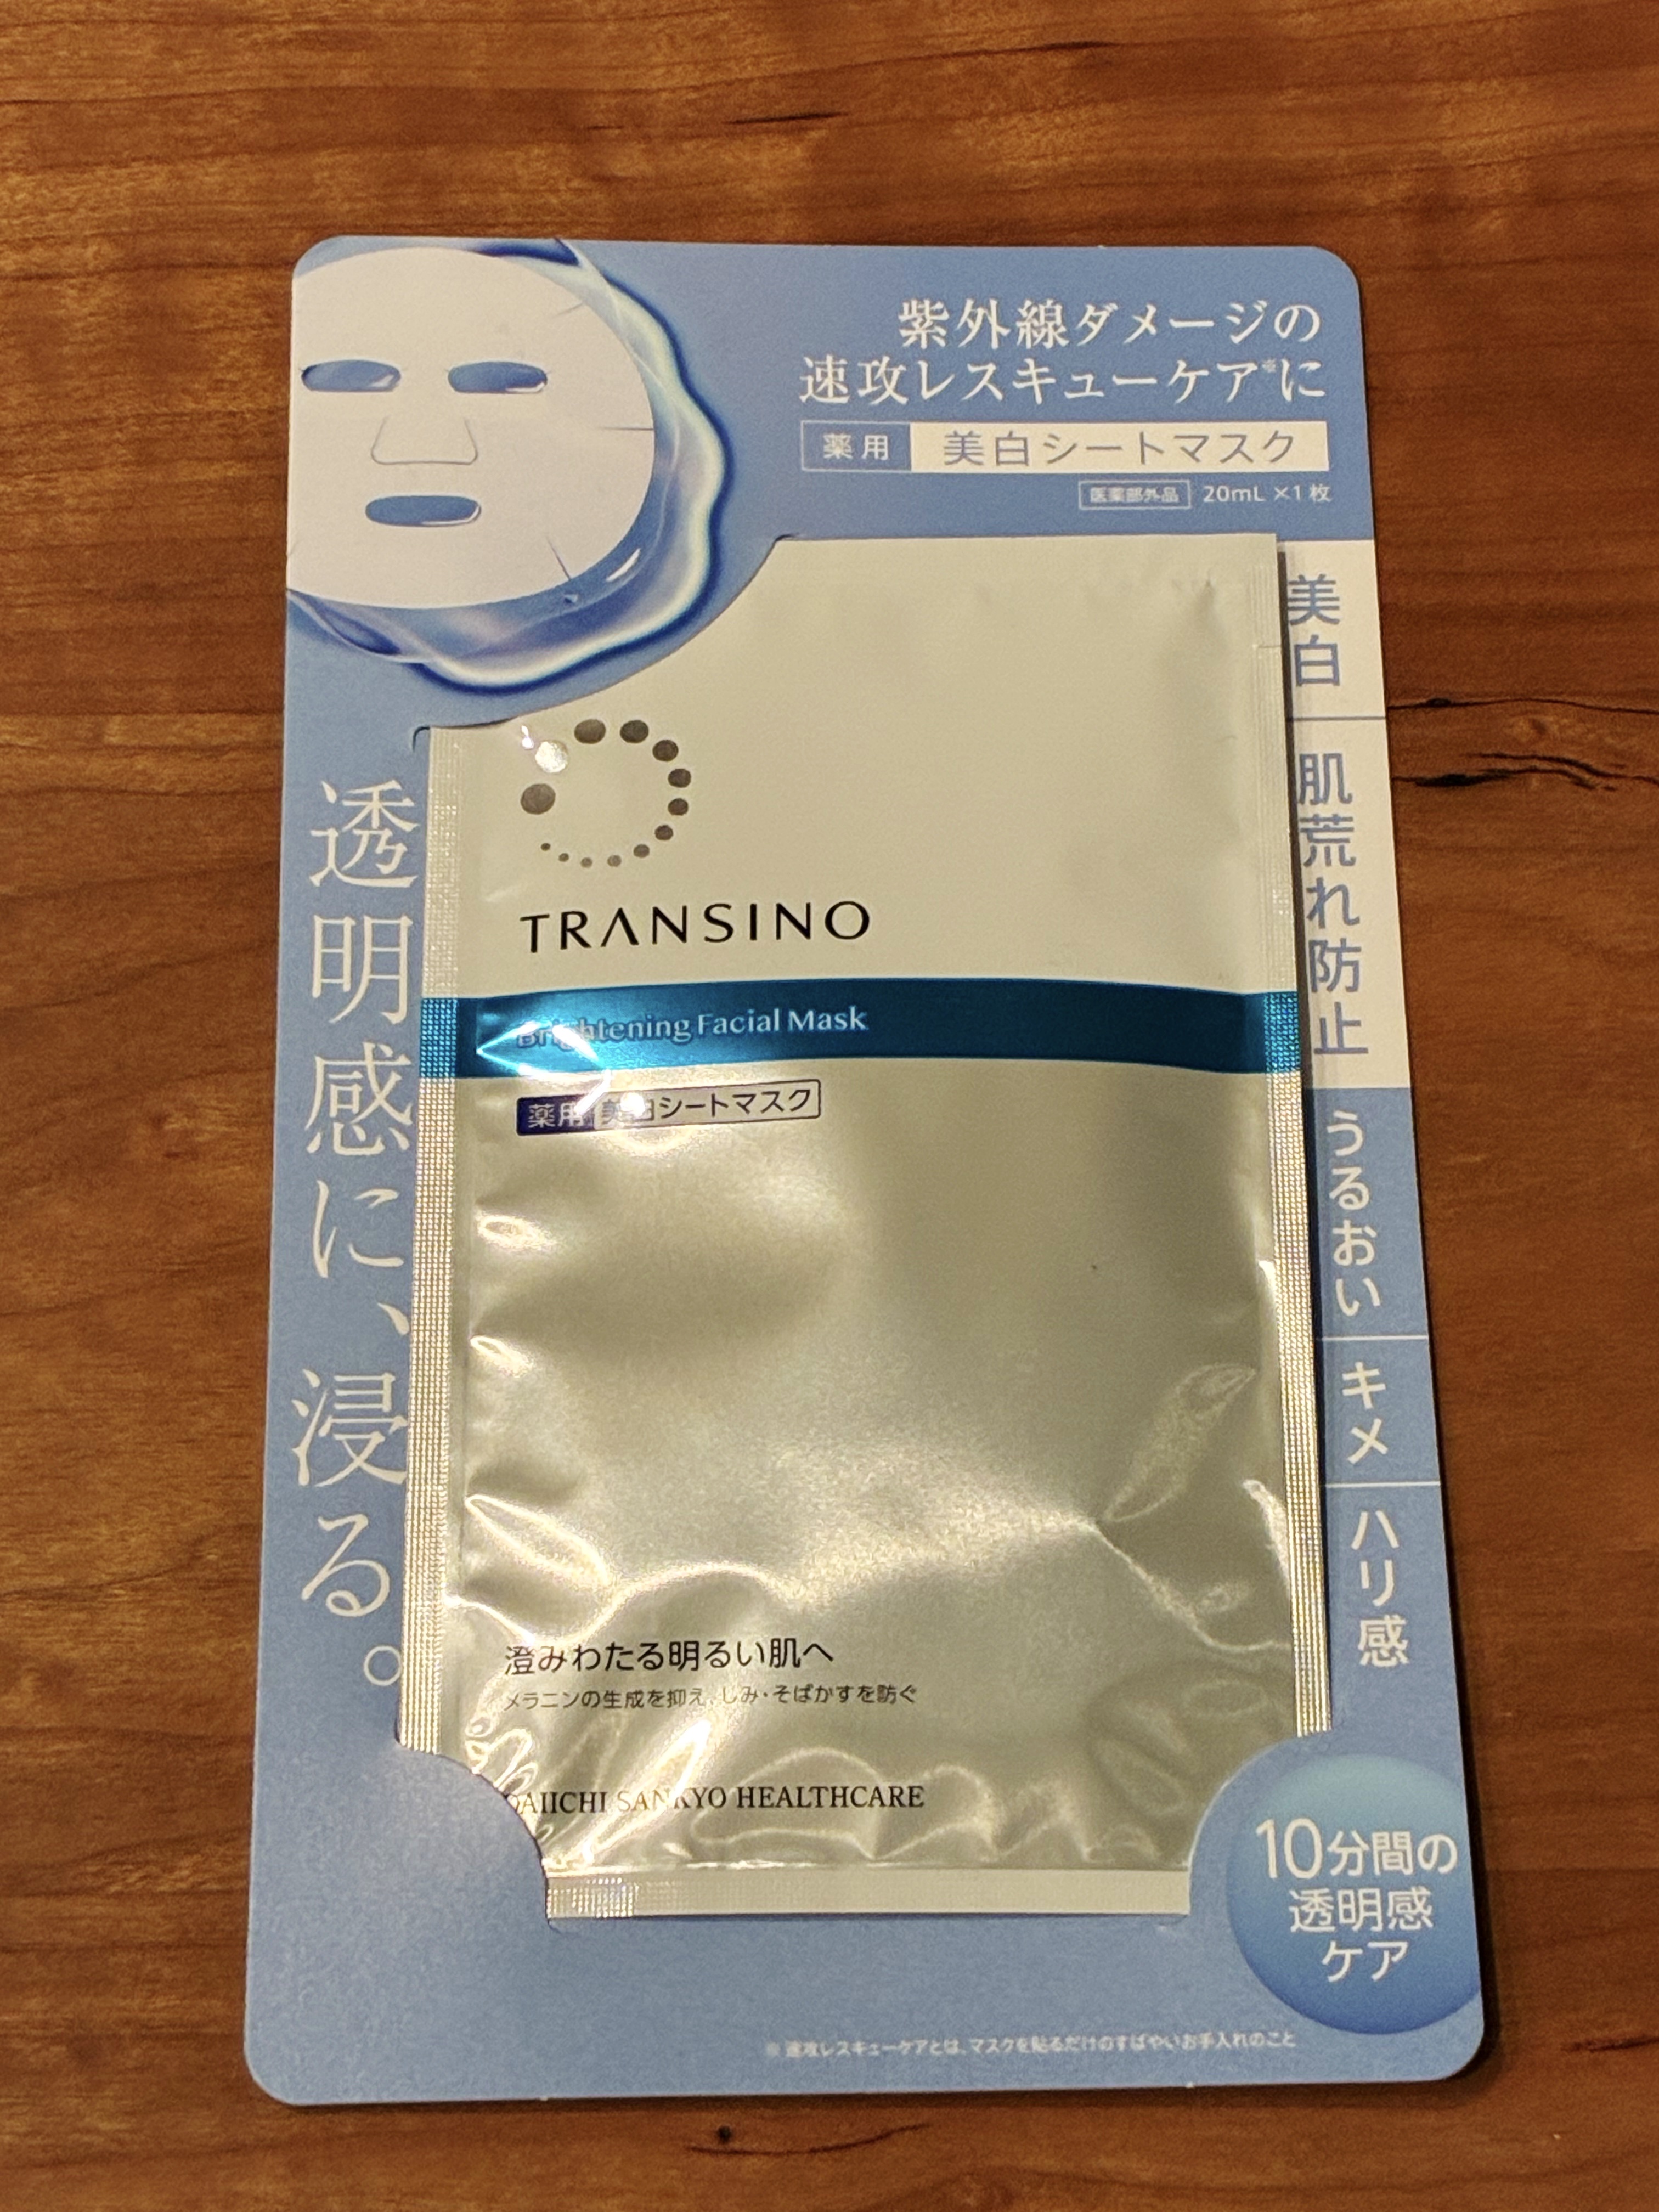 紫外線ダメージの
速攻レスキューケア※に
薬用 美白シートマスク
医薬部外品 20mL ×1枚
透明感に、浸る。
TRANSINO
Brightening Facial Mask
薬用 美白シートマスク
澄みわたる明るい肌へ
メラニンの生成を抑え、しみ・そばかすを防ぐ
DAIICHI SANKYO HEALTHCARE
美白
肌荒れ防止
うるおい
キメ
ハリ感
10分間の
透明感
ケア
※速攻レスキューケアとは、マスクを貼るだけのすばやいお手入れのこと